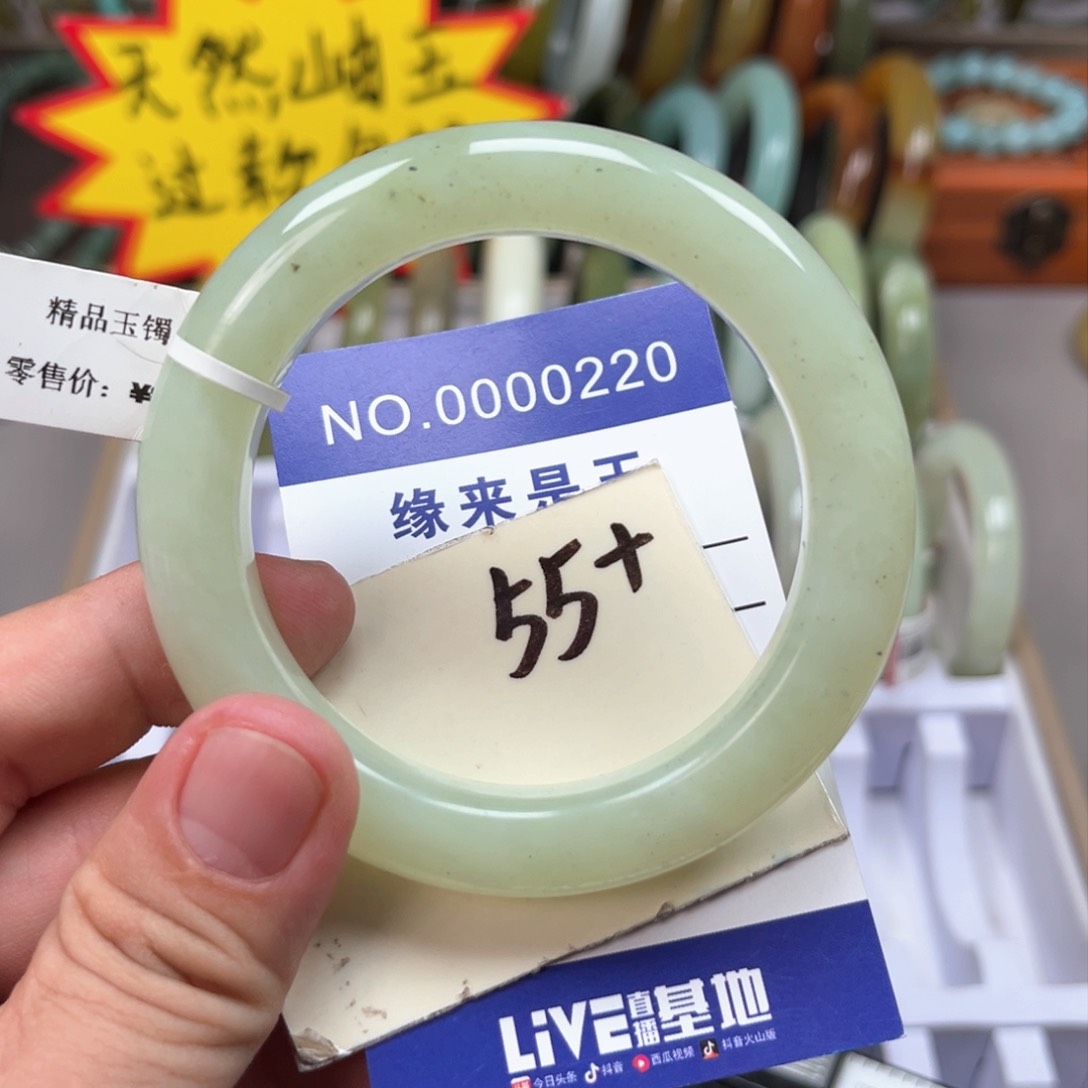 天然岫玉
这款
精品玉镯
零售价：
NO.0000220
缘来是玉
55+
LiVE直播基地
今日头条 抖音 西瓜视频 抖音火山版